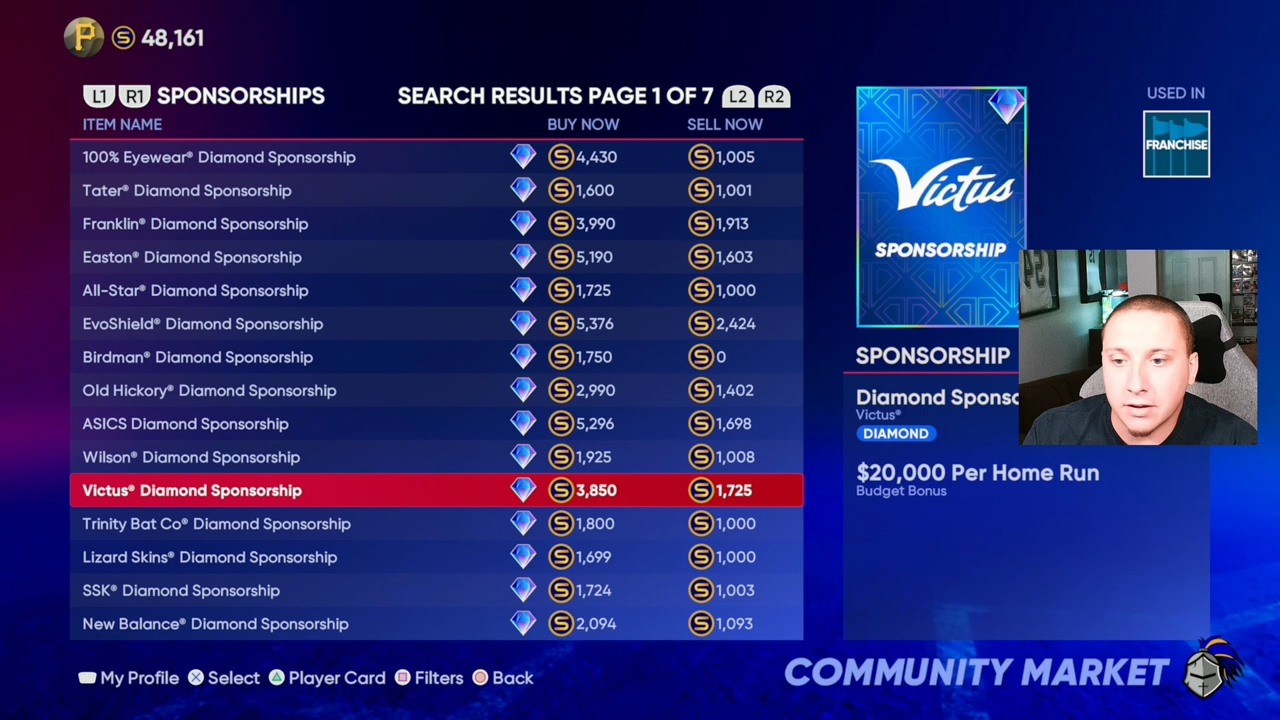 P S 48,161
L1 R1 SPONSORSHIPS SEARCH RESULTS PAGE 1 OF 7 L2 R2
ITEM NAME BUY NOW SELL NOW
100% Eyewear® Diamond Sponsorship S 4,430 S 1,005
Tater® Diamond Sponsorship S 1,600 S 1,001
Franklin® Diamond Sponsorship S 3,990 S 1,913
Easton® Diamond Sponsorship S 5,190 S 1,603
All-Star® Diamond Sponsorship S 1,725 S 1,000
EvoShield® Diamond Sponsorship S 5,376 S 2,424
Birdman® Diamond Sponsorship S 1,750 S 0
Old Hickory® Diamond Sponsorship S 2,990 S 1,402
ASICS Diamond Sponsorship S 5,296 S 1,698
Wilson® Diamond Sponsorship S 1,925 S 1,008
Victus® Diamond Sponsorship S 3,850 S 1,725
Trinity Bat Co® Diamond Sponsorship S 1,800 S 1,000
Lizard Skins® Diamond Sponsorship S 1,699 S 1,000
SSK® Diamond Sponsorship S 1,724 S 1,003
New Balance® Diamond Sponsorship S 2,094 S 1,093
Victus
SPONSORSHIP
USED IN
FRANCHISE
SPONSORSHIP
Diamond Sponso
Victus®
DIAMOND
$20,000 Per Home Run
Budget Bonus
My Profile Select Player Card Filters Back
COMMUNITY MARKET